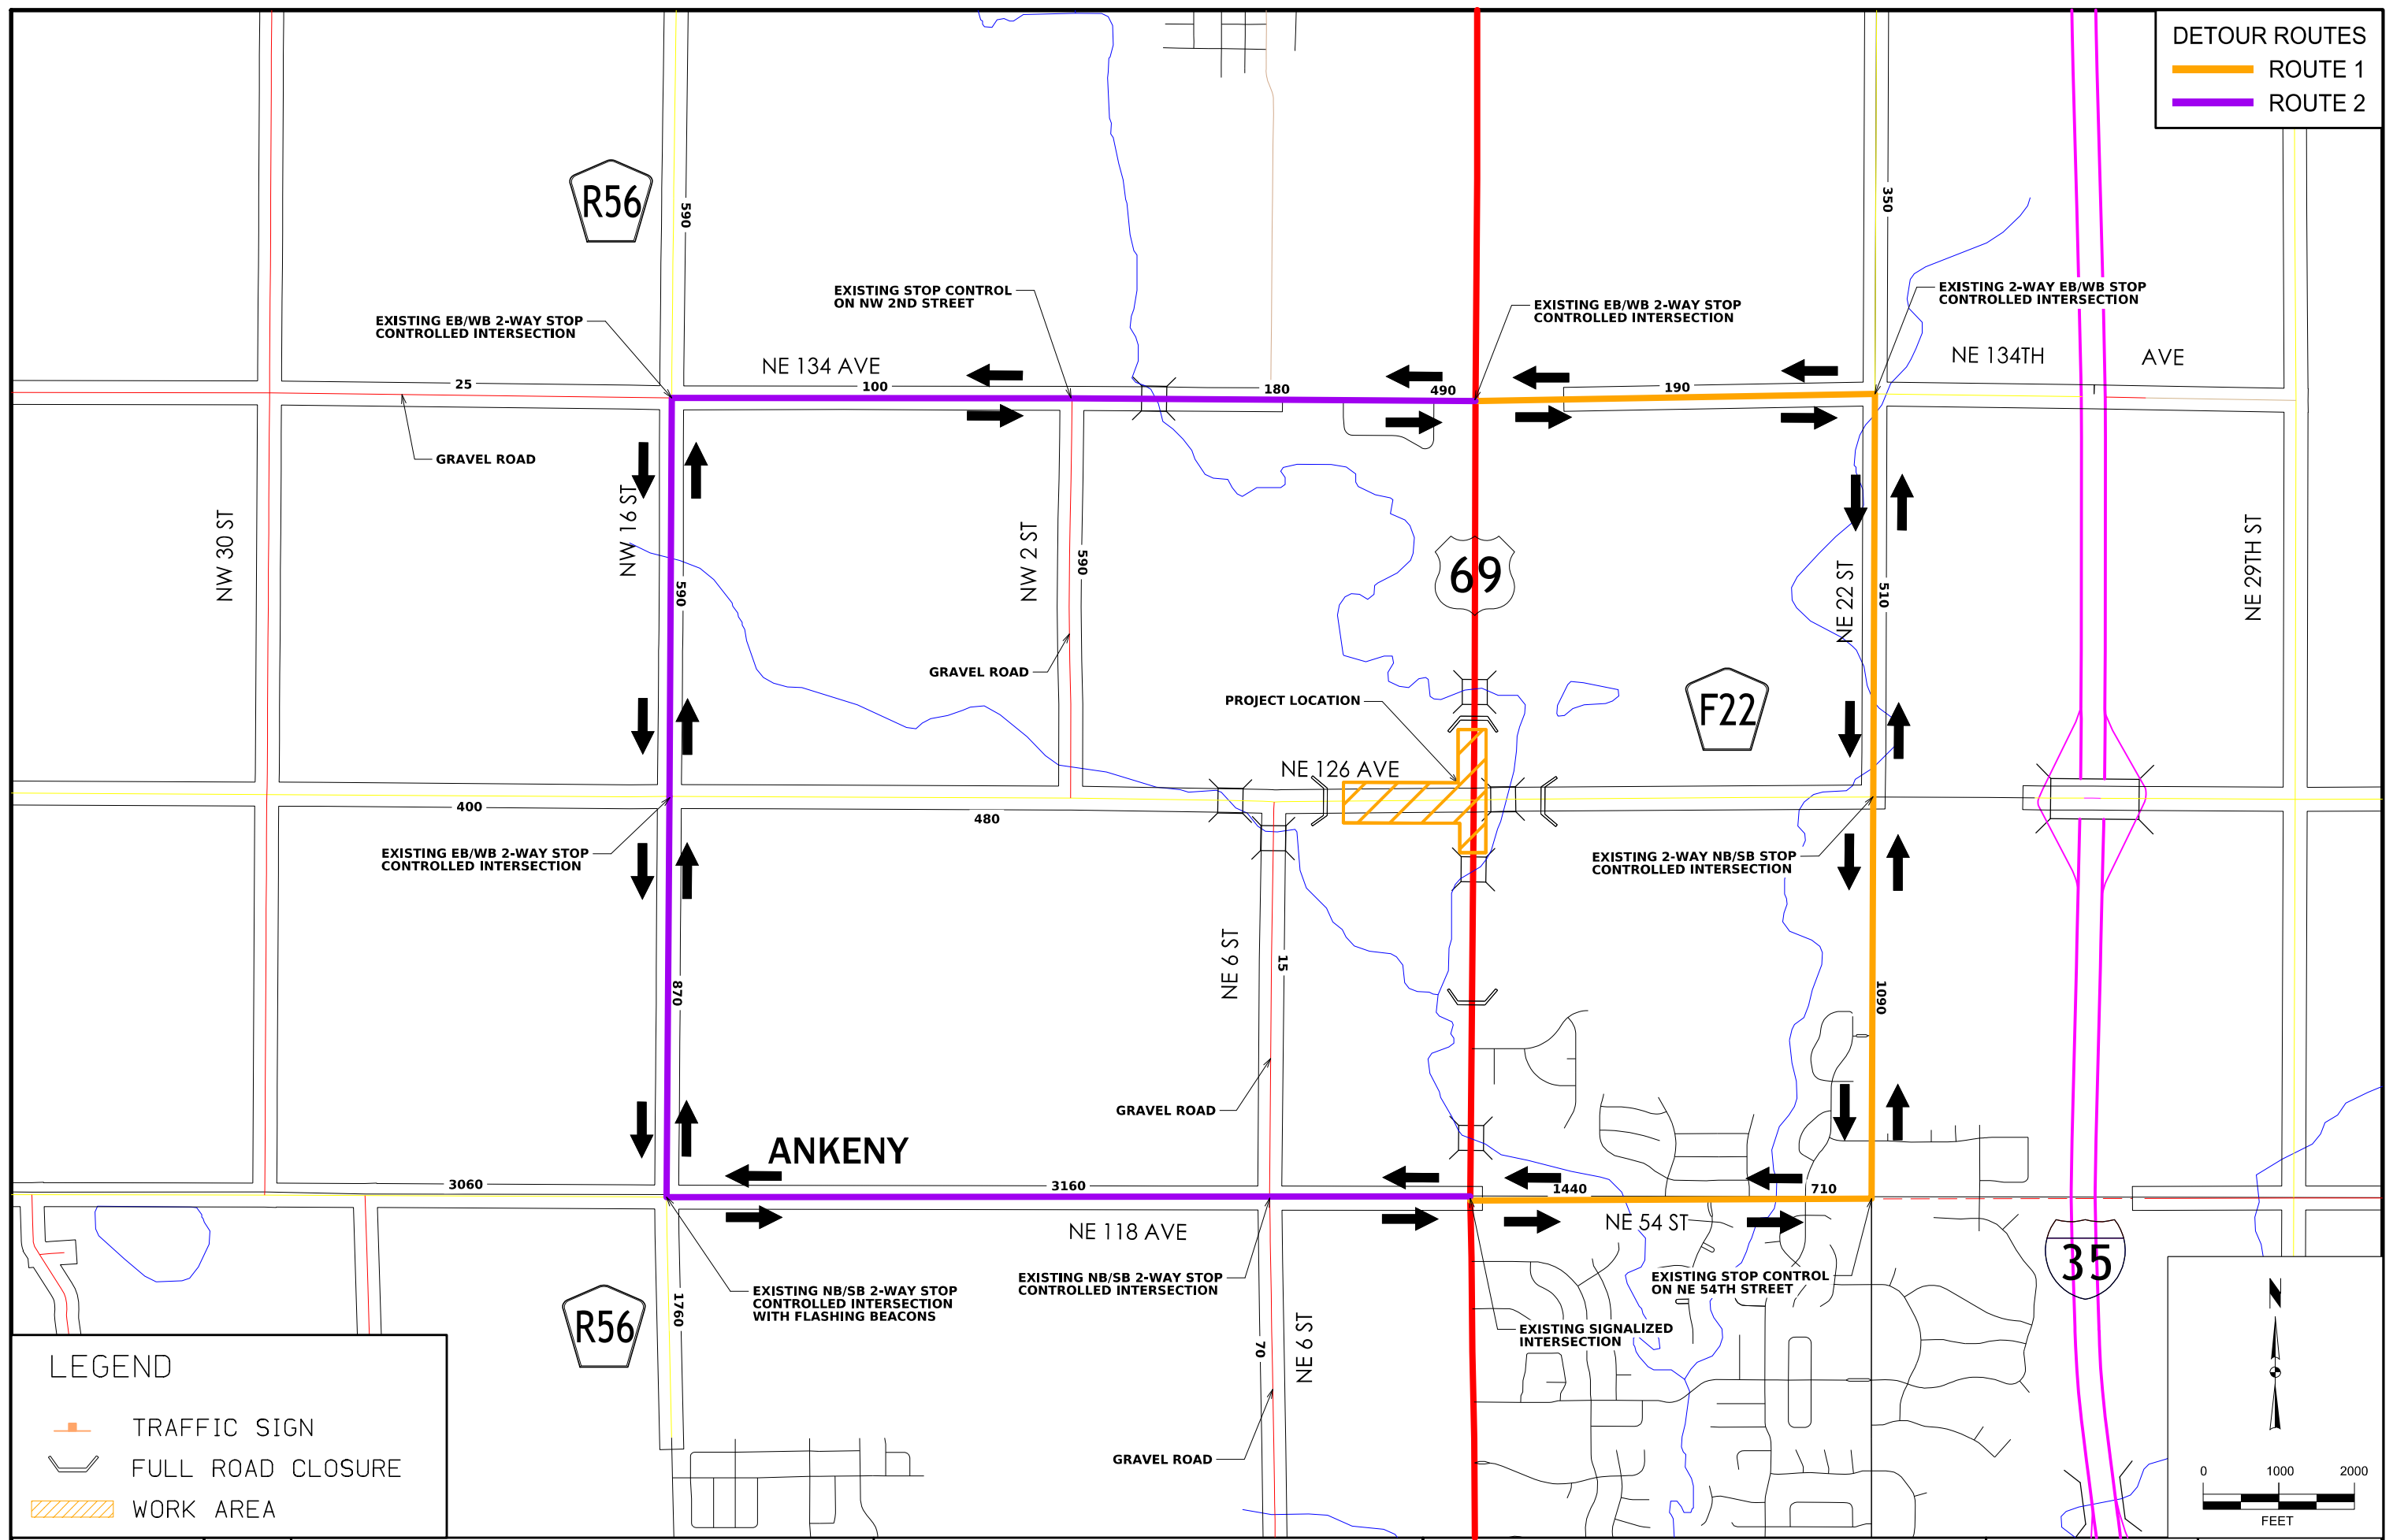 DETOUR ROUTES
ROUTE 1
ROUTE 2
R56
590
350
EXISTING STOP CONTROL
ON NW 2ND STREET
EXISTING 2-WAY EB/WB STOP
CONTROLLED INTERSECTION
EXISTING EB/WB 2-WAY STOP
CONTROLLED INTERSECTION
EXISTING EB/WB 2-WAY STOP
CONTROLLED INTERSECTION
NE 134 AVE
NE 134TH AVE
25
100
180
490
190
GRAVEL ROAD
NW 30 ST
NW 16 ST
590
NW 2 ST
590
69
NE 22 ST
510
NE 29TH ST
GRAVEL ROAD
PROJECT LOCATION
F22
NE 126 AVE
400
480
EXISTING EB/WB 2-WAY STOP
CONTROLLED INTERSECTION
EXISTING 2-WAY NB/SB STOP
CONTROLLED INTERSECTION
870
NE 6 ST
15
1090
GRAVEL ROAD
ANKENY
3060
3160
1440
710
NE 118 AVE
NE 54 ST
35
EXISTING NB/SB 2-WAY STOP
CONTROLLED INTERSECTION
WITH FLASHING BEACONS
EXISTING NB/SB 2-WAY STOP
CONTROLLED INTERSECTION
EXISTING STOP CONTROL
ON NE 54TH STREET
EXISTING SIGNALIZED
INTERSECTION
R56
1760
70
NE 6 ST
GRAVEL ROAD
LEGEND
TRAFFIC SIGN
FULL ROAD CLOSURE
WORK AREA
N
0 1000 2000
FEET